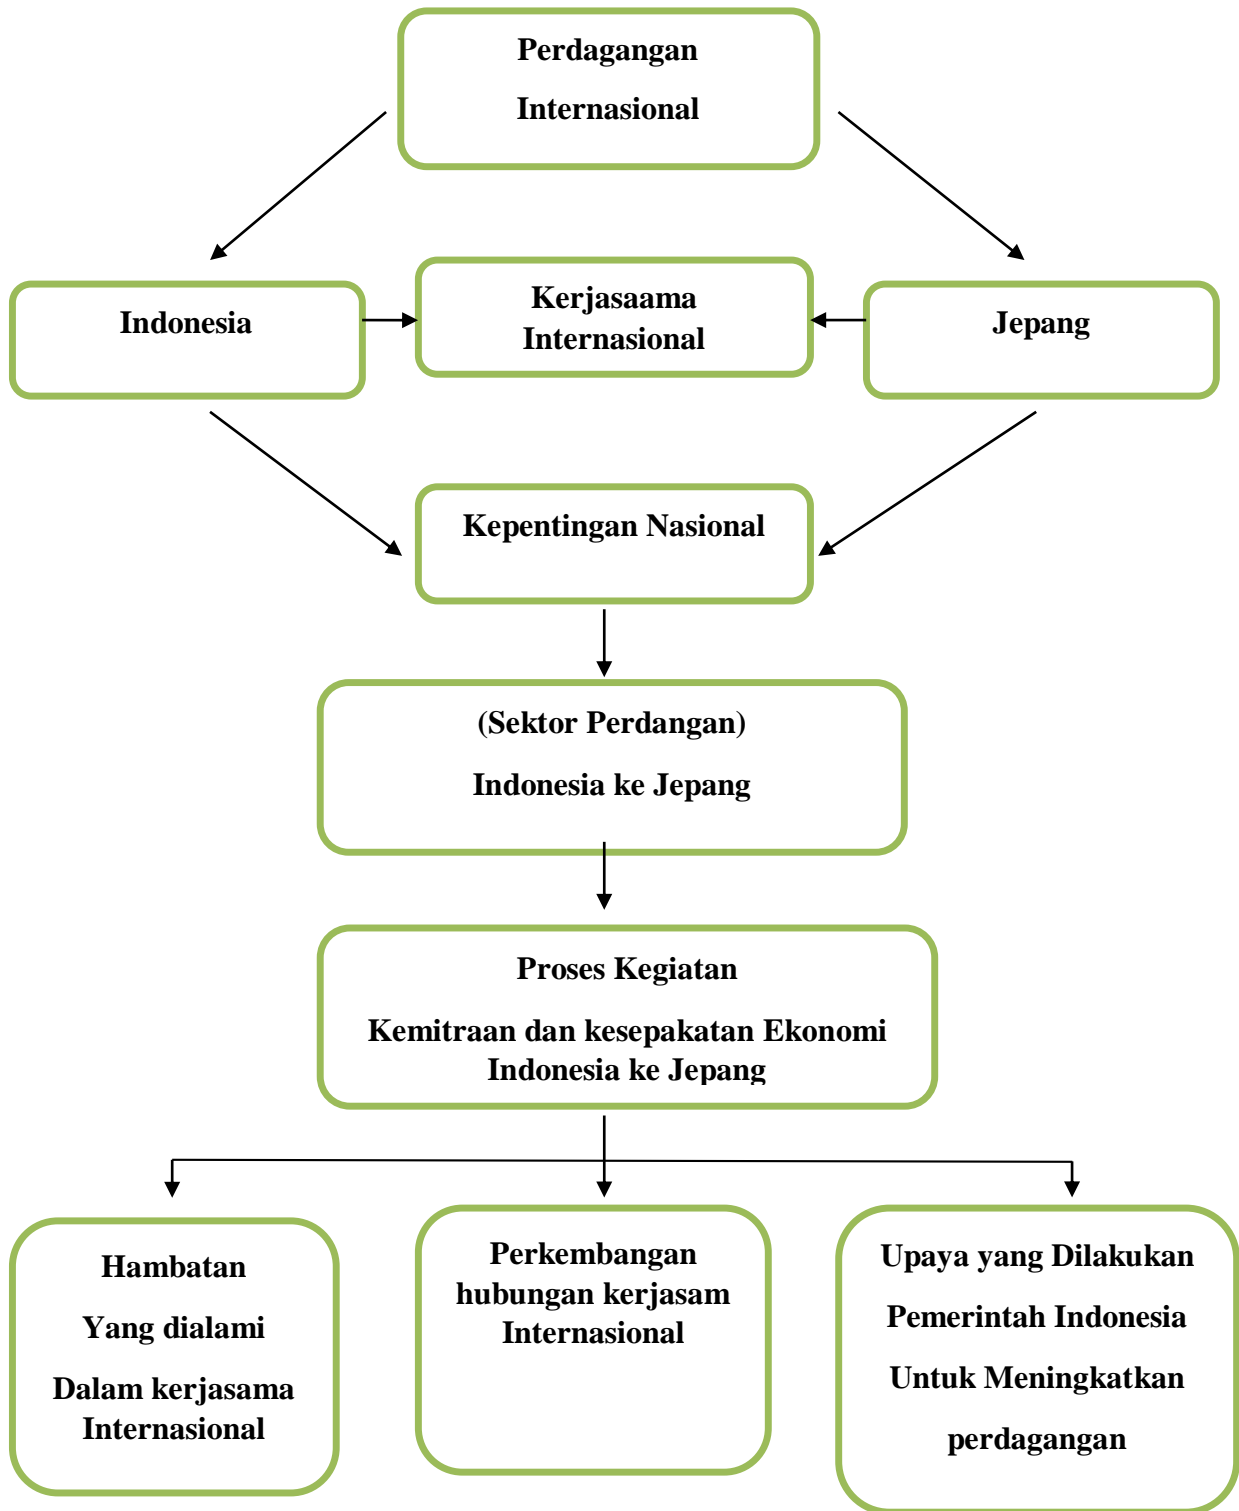 Perdagangan
Internasional
Indonesia
Kerjasaama
Internasional
Jepang
Kepentingan Nasional
(Sektor Perdangan)
Indonesia ke Jepang
Proses Kegiatan
Kemitraan dan kesepakatan Ekonomi
Indonesia ke Jepang
Hambatan
Yang dialami
Dalam kerjasama
Internasional
Perkembangan
hubungan kerjasam
Internasional
Upaya yang Dilakukan
Pemerintah Indonesia
Untuk Meningkatkan
perdagangan